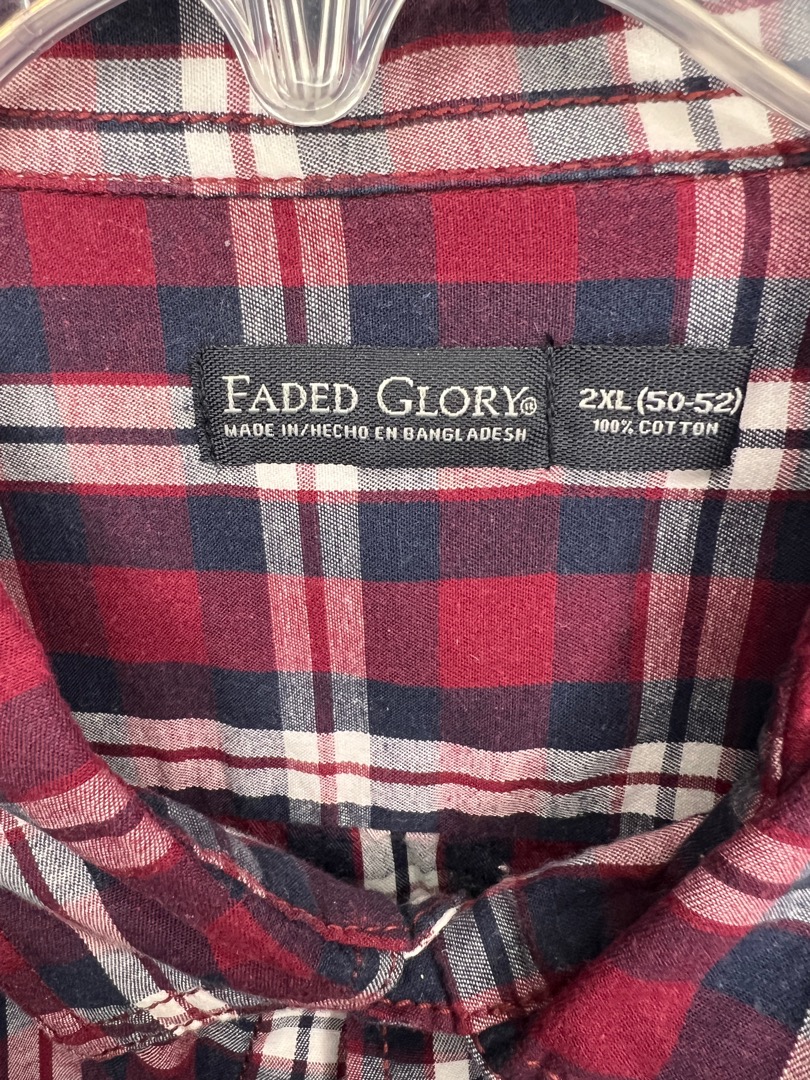 FADED GLORY®
MADE IN/HECHO EN BANGLADESH
2XL (50-52)
100% COTTON